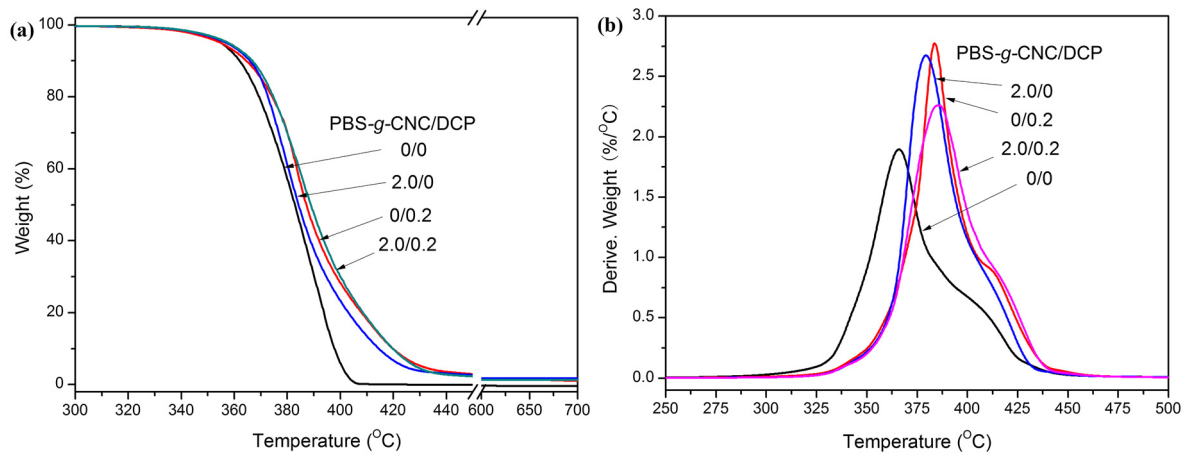 (a)
100
80
60
40
20
0
Weight (%)
PBS-g-CNC/DCP
0/0
2.0/0
0/0.2
2.0/0.2
300 320 340 360 380 400 420 440 600 650 700
Temperature (OC)
(b)
3.0
2.5
2.0
1.5
1.0
0.5
0.0
Derive. Weight (%/OC)
PBS-g-CNC/DCP
2.0/0
0/0.2
2.0/0.2
0/0
250 275 300 325 350 375 400 425 450 475 500
Temperature (OC)